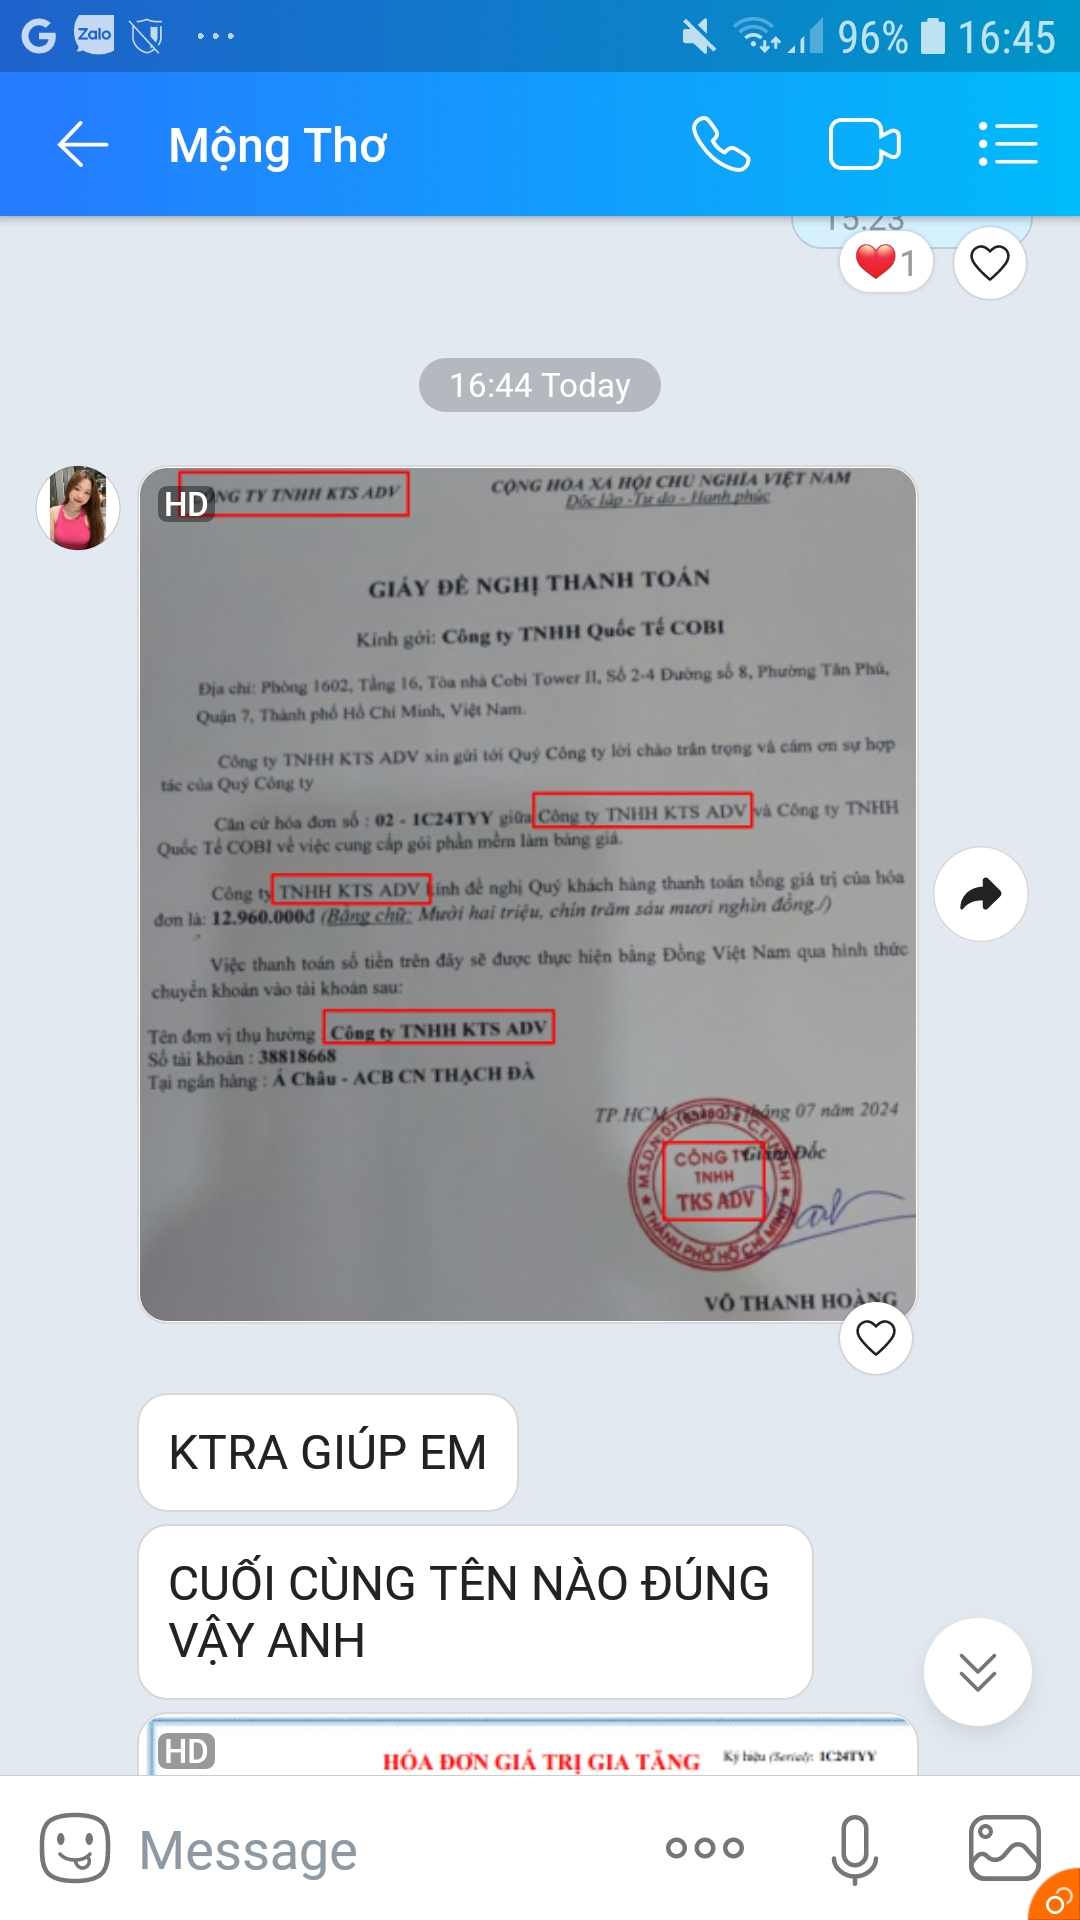 Zalo
96%
16:45
Mộng Thơ
15:23
1
16:44 Today
HD
NG TY TNHH KTS ADV
CỘNG HÒA XÃ HỘI CHỦ NGHĨA VIỆT NAM
Độc lập -Tự do - Hạnh phúc
GIẤY ĐỀ NGHỊ THANH TOÁN
Kính gởi: Công ty TNHH Quốc Tế COBI
Địa chỉ: Phòng 1602, Tầng 16, Tòa nhà Cobi Tower II, Số 2-4 Đường số 8, Phường Tân Phú,
Quận 7, Thành phố Hồ Chí Minh, Việt Nam.
Công ty TNHH KTS ADV xin gửi tới Quý Công ty lời chào trân trọng và cám ơn sự hợp
tác của Quý Công ty
Căn cứ hóa đơn số : 02 - 1C24TYY giữa Công ty TNHH KTS ADV và Công ty TNHH
Quốc Tế COBI về việc cung cấp gói phần mềm làm bảng giá.
Công ty TNHH KTS ADV kính đề nghị Quý khách hàng thanh toán tổng giá trị của hóa
đơn là: 12.960.000đ (Bằng chữ: Mười hai triệu, chín trăm sáu mươi nghìn đồng./)
Việc thanh toán số tiền trên đây sẽ được thực hiện bằng Đồng Việt Nam qua hình thức
chuyển khoản vào tài khoản sau:
Tên đơn vị thụ hưởng : Công ty TNHH KTS ADV
Số tài khoản : 38818668
Tại ngân hàng : Á Châu - ACB CN THẠCH ĐÀ
TP.HCM, tháng 07 năm 2024
Giám Đốc
CÔNG TY
TNHH
TKS ADV
THÀNH PHỐ HỒ CHÍ MINH
VÕ THANH HOÀNG
KTRA GIÚP EM
CUỐI CÙNG TÊN NÀO ĐÚNG
VẬY ANH
HD
HÓA ĐƠN GIÁ TRỊ GIA TĂNG
Ký hiệu (Serial): 1C24TYY
Message